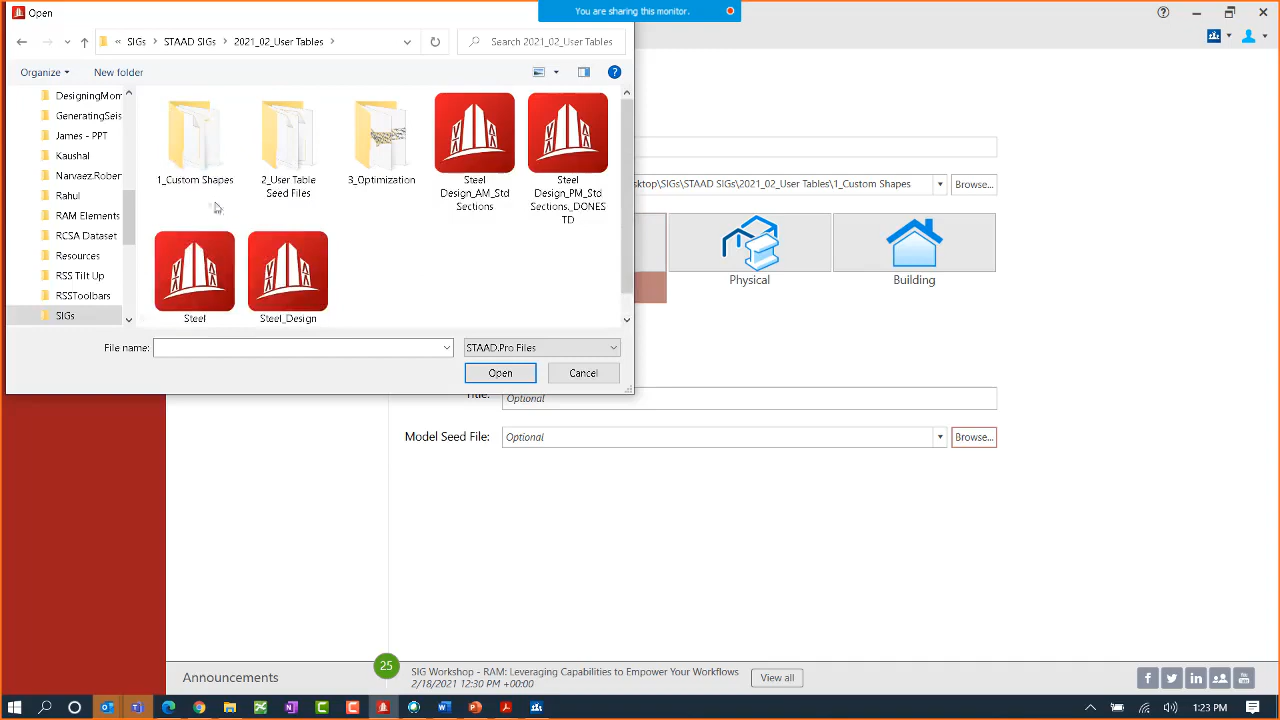 Open
You are sharing this monitor.
SIGs
STAAD SIGs
2021_02_User Tables
Search 2021_02_User Tables
Organize
New folder
DesigningMom
GeneratingSeis
James - PPT
Kaushal
Narvaez.Robert
Rahul
RAM Elements
RCSA Dataset
Resources
RSS Tilt Up
RSSToolbars
SIGs
1_Custom Shapes
2_User Table
Seed Files
3_Optimization
Steel
Design_AM_Std
Sections
Steel
Design_PM_Std
Sections._DONES
TD
Steel
Steel_Design
File name:
STAAD.Pro Files
Open
Cancel
sktop\SIGs\STAAD SIGs\2021_02_User Tables\1_Custom Shapes
Browse...
Physical
Building
Title:
Optional
Model Seed File:
Optional
Browse...
Announcements
25
SIG Workshop - RAM: Leveraging Capabilities to Empower Your Workflows
2/18/2021 12:30 PM +00:00
View all
1:23 PM